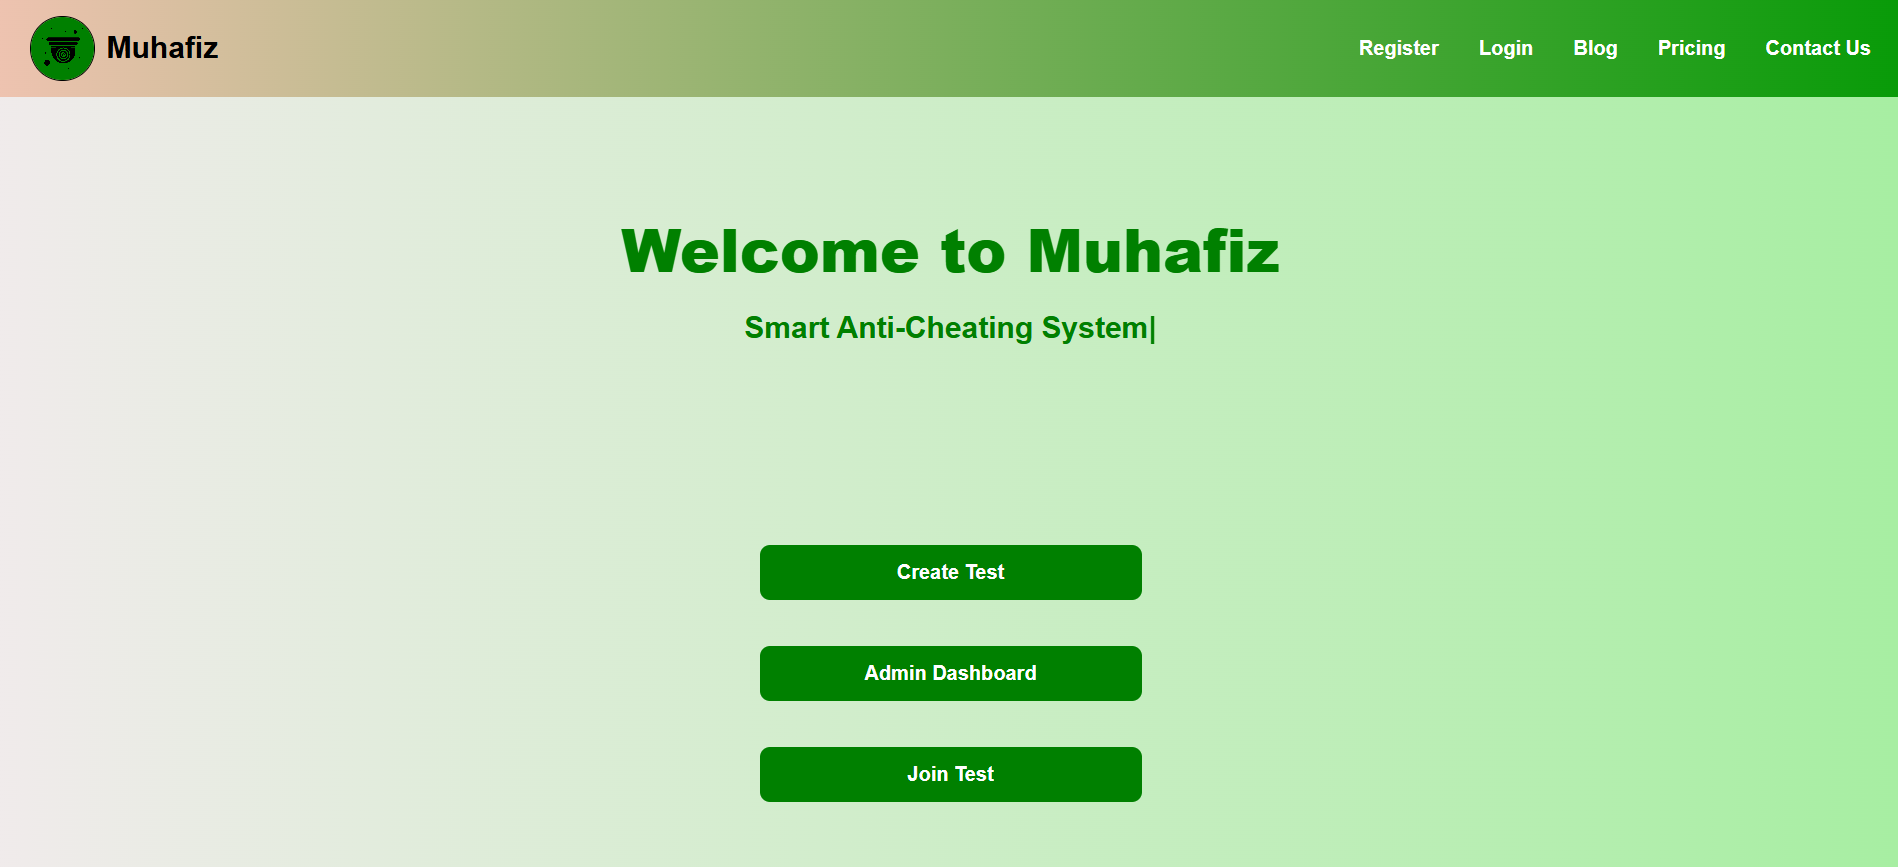 Muhafiz
Register Login Blog Pricing Contact Us
Welcome to Muhafiz
Smart Anti-Cheating System|
Create Test
Admin Dashboard
Join Test